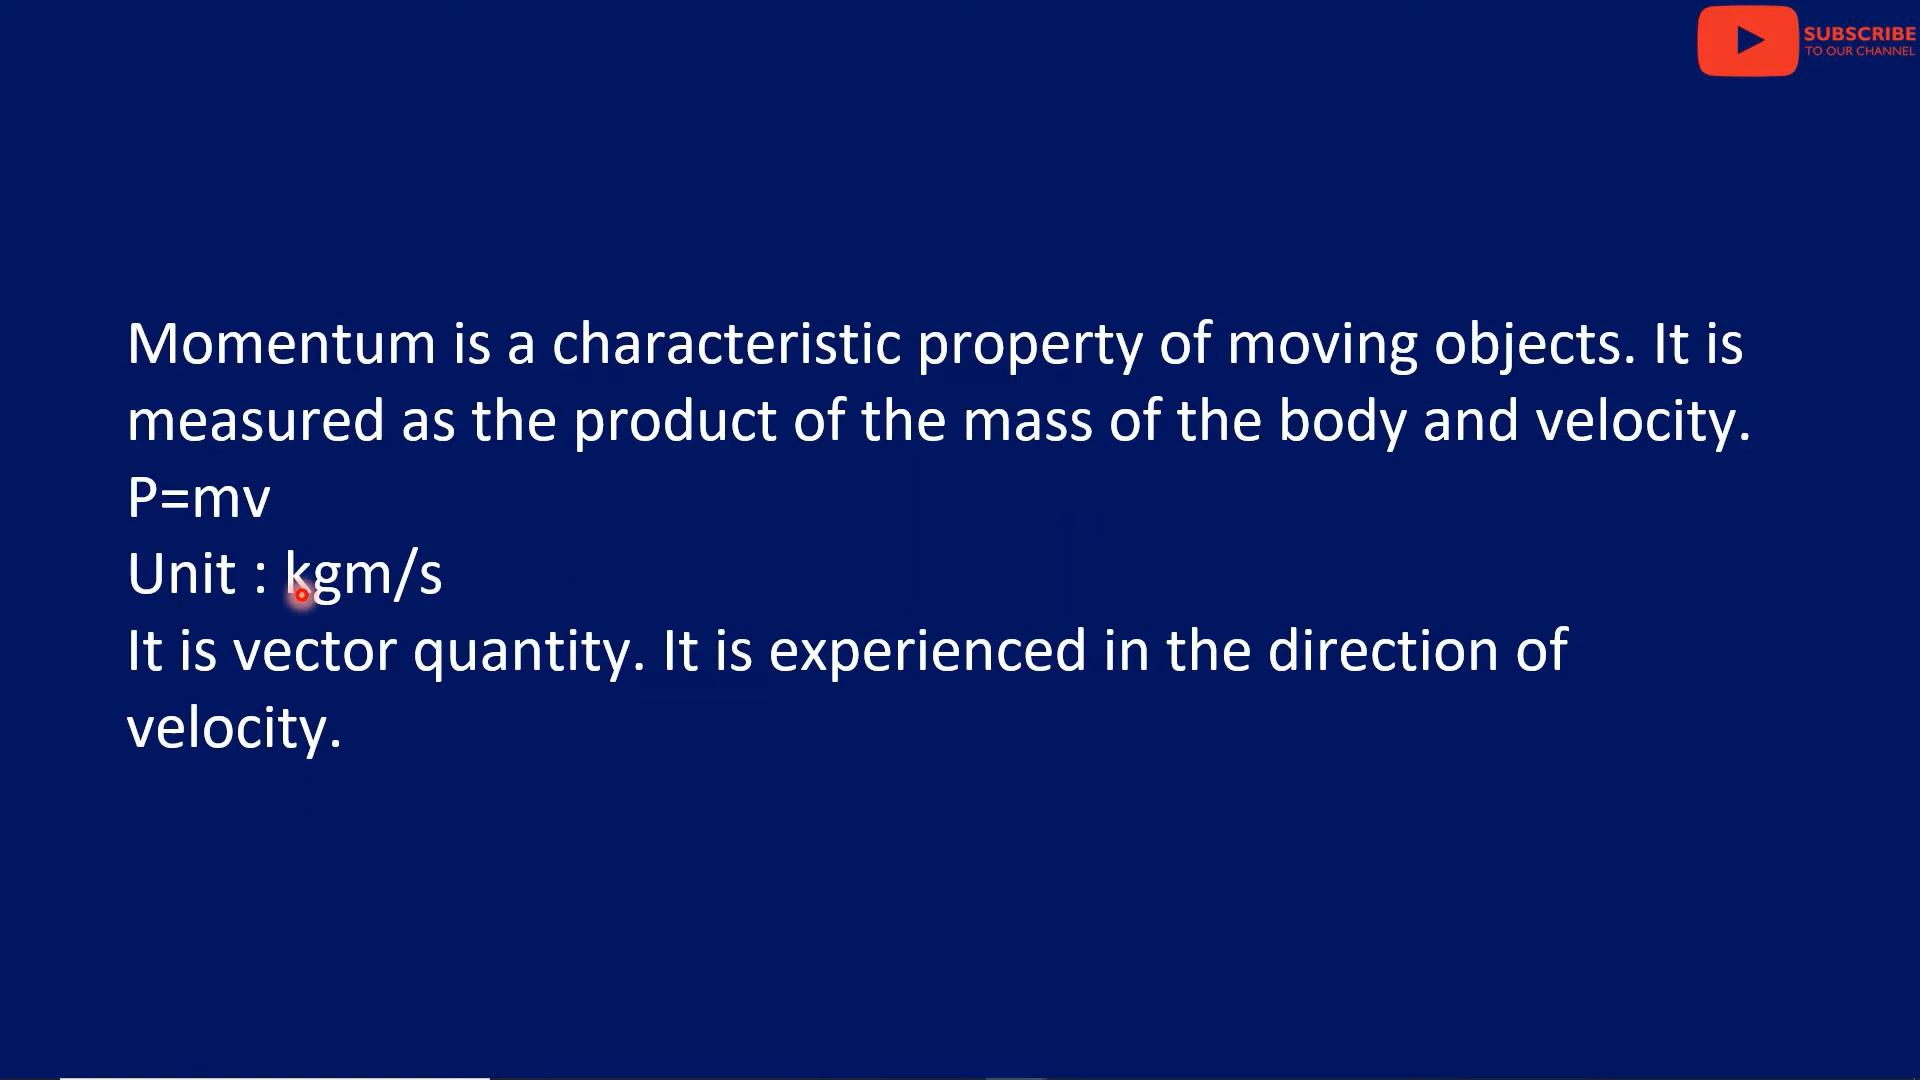 SUBSCRIBE
TO OUR CHANNEL
Momentum is a characteristic property of moving objects. It is
measured as the product of the mass of the body and velocity.
P=mv
Unit : kgm/s
It is vector quantity. It is experienced in the direction of
velocity.